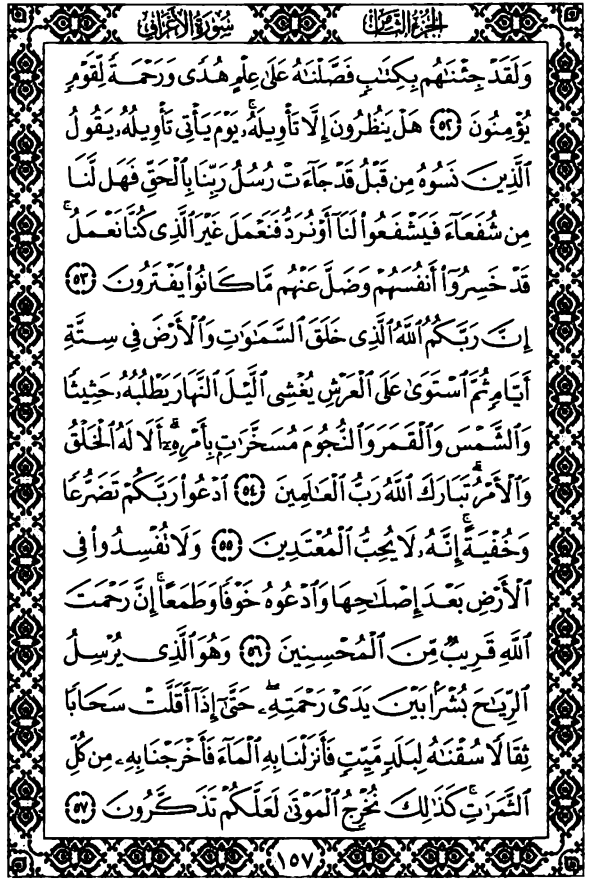 الجزء الثامن
سورة الأعراف
وَلَقَدْ جِئْنَٰهُم بِكِتَٰبٍ فَصَّلْنَٰهُ عَلَىٰ عِلْمٍ هُدًى وَرَحْمَةً لِّقَوْمٍ
يُؤْمِنُونَ ٥٢ هَلْ يَنظُرُونَ إِلَّا تَأْوِيلَهُۥ ۚ يَوْمَ يَأْتِى تَأْوِيلُهُۥ يَقُولُ
ٱلَّذِينَ نَسُوهُ مِن قَبْلُ قَدْ جَآءَتْ رُسُلُ رَبِّنَا بِٱلْحَقِّ فَهَل لَّنَا
مِن شُفَعَآءَ فَيَشْفَعُوا۟ لَنَآ أَوْ نُرَدُّ فَنَعْمَلَ غَيْرَ ٱلَّذِى كُنَّا نَعْمَلُ ۚ
قَدْ خَسِرُوٓا۟ أَنفُسَهُمْ وَضَلَّ عَنْهُم مَّا كَانُوا۟ يَفْتَرُونَ ٥٣
إِنَّ رَبَّكُمُ ٱللَّهُ ٱلَّذِى خَلَقَ ٱلسَّمَٰوَٰتِ وَٱلْأَرْضَ فِى سِتَّةِ
أَيَّامٍ ثُمَّ ٱسْتَوَىٰ عَلَى ٱلْعَرْشِ يُغْشِى ٱلَّيْلَ ٱلنَّهَارَ يَطْلُبُهُۥ حَثِيثًا
وَٱلشَّمْسَ وَٱلْقَمَرَ وَٱلنُّجُومَ مُسَخَّرَٰتٍۭ بِأَمْرِهِۦٓ ۗ أَلَا لَهُ ٱلْخَلْقُ
وَٱلْأَمْرُ ۗ تَبَارَكَ ٱللَّهُ رَبُّ ٱلْعَٰلَمِينَ ٥٤ ٱدْعُوا۟ رَبَّكُمْ تَضَرُّعًا
وَخُفْيَةً ۚ إِنَّهُۥ لَا يُحِبُّ ٱلْمُعْتَدِينَ ٥٥ وَلَا تُفْسِدُوا۟ فِى
ٱلْأَرْضِ بَعْدَ إِصْلَٰحِهَا وَٱدْعُوهُ خَوْفًا وَطَمَعًا ۚ إِنَّ رَحْمَتَ
ٱللَّهِ قَرِيبٌ مِّنَ ٱلْمُحْسِنِينَ ٥٦ وَهُوَ ٱلَّذِى يُرْسِلُ
ٱلرِّيَٰحَ بُشْرًۢا بَيْنَ يَدَىْ رَحْمَتِهِۦ ۖ حَتَّىٰٓ إِذَآ أَقَلَّتْ سَحَابًا
ثِقَالًا سُقْنَٰهُ لِبَلَدٍ مَّيِّتٍ فَأَنزَلْنَا بِهِ ٱلْمَآءَ فَأَخْرَجْنَا بِهِۦ مِن كُلِّ
ٱلثَّمَرَٰتِ ۚ كَذَٰلِكَ نُخْرِجُ ٱلْمَوْتَىٰ لَعَلَّكُمْ تَذَكَّرُونَ ٥٧
١٥٧